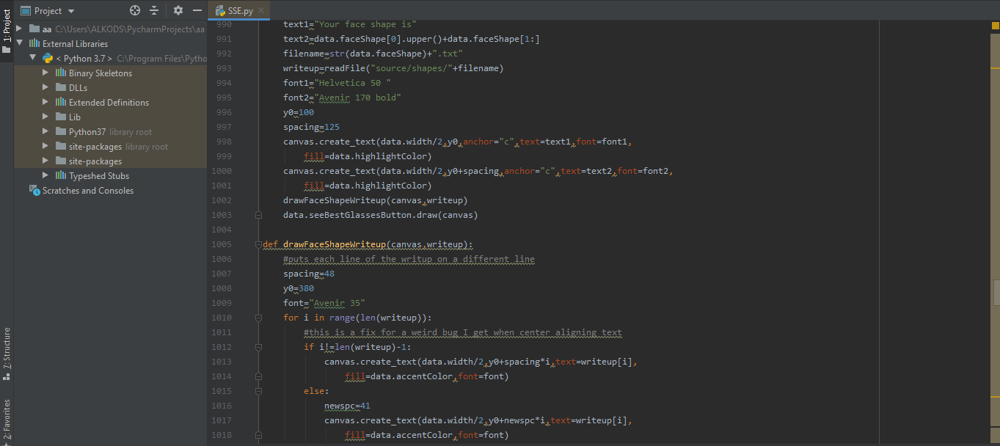 Project
SSE.py
1: Project
aa C:\Users\ALKODS\PycharmProjects\aa
External Libraries
< Python 3.7 > C:\Program Files\Pytho
Binary Skeletons
DLLs
Extended Definitions
Lib
Python37 library root
site-packages library root
site-packages
Typeshed Stubs
Scratches and Consoles
7: Structure
2: Favorites
990 text1="Your face shape is"
991 text2=data.faceShape[0].upper()+data.faceShape[1:]
992 filename=str(data.faceShape)+".txt"
993 writeup=readFile("source/shapes/"+filename)
994 font1="Helvetica 50 "
995 font2="Avenir 170 bold"
996 y0=100
997 spacing=125
998 canvas.create_text(data.width/2,y0,anchor="c",text=text1,font=font1,
999 fill=data.highlightColor)
1000 canvas.create_text(data.width/2,y0+spacing,anchor="c",text=text2,font=font2,
1001 fill=data.highlightColor)
1002 drawFaceShapeWriteup(canvas,writeup)
1003 data.seeBestGlassesButton.draw(canvas)
1004
1005 def drawFaceShapeWriteup(canvas,writeup):
1006 #puts each line of the writup on a different line
1007 spacing=48
1008 y0=380
1009 font="Avenir 35"
1010 for i in range(len(writeup)):
1011 #this is a fix for a weird bug I get when center aligning text
1012 if i!=len(writeup)-1:
1013 canvas.create_text(data.width/2,y0+spacing*i,text=writeup[i],
1014 fill=data.accentColor,font=font)
1015 else:
1016 newspc=41
1017 canvas.create_text(data.width/2,y0+newspc*i,text=writeup[i],
1018 fill=data.accentColor,font=font)